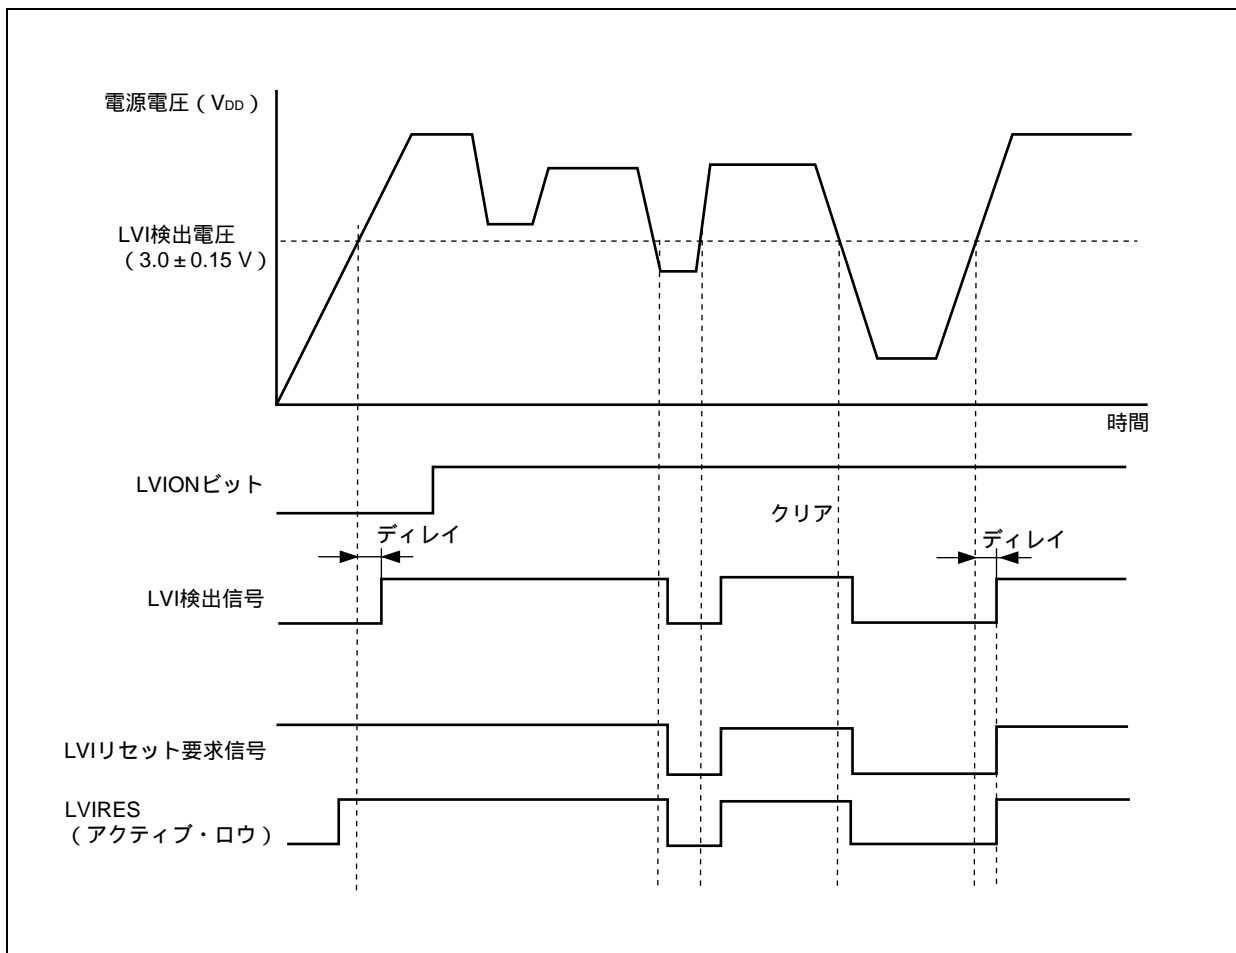 電源電圧（VDD）
LVI検出電圧
（3.0±0.15 V）
時間
LVIONビット
クリア
ディレイ
ディレイ
LVI検出信号
LVIリセット要求信号
LVIRES
（アクティブ・ロウ）